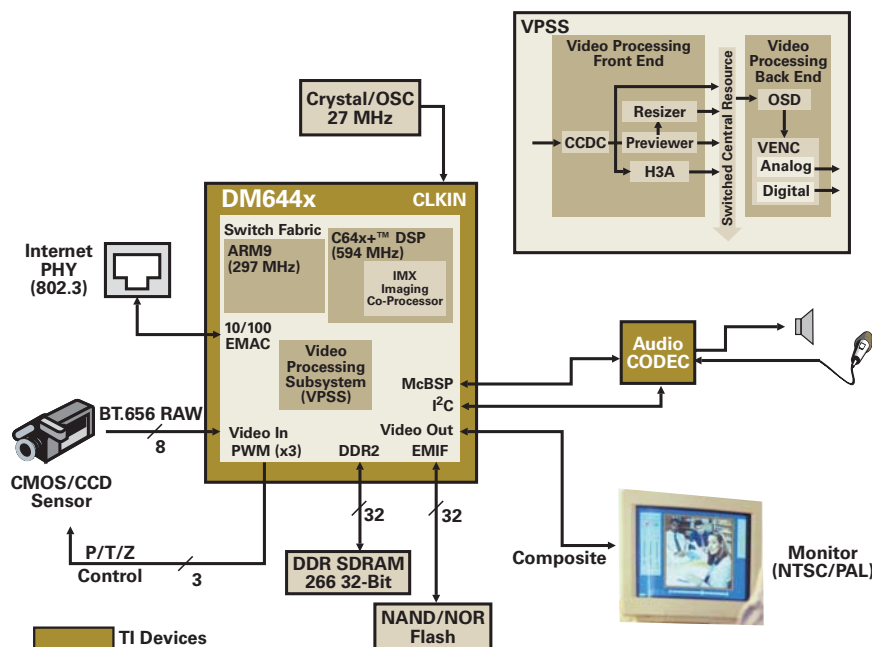 VPSS
Video Processing
Front End
Video
Processing
Back End
Switched Central Resource
Resizer
CCDC
Previewer
H3A
OSD
VENC
Analog
Digital
Crystal/OSC
27 MHz
DM644x
CLKIN
Switch Fabric
ARM9
(297 MHz)
C64x+™ DSP
(594 MHz)
IMX
Imaging
Co-Processor
Internet
PHY
(802.3)
10/100
EMAC
Video
Processing
Subsystem
(VPSS)
McBSP
I²C
Audio
CODEC
BT.656 RAW
8
Video In
Video Out
PWM (x3)
DDR2
EMIF
CMOS/CCD
Sensor
32
32
P/T/Z
Control
3
DDR SDRAM
266 32-Bit
Composite
Monitor
(NTSC/PAL)
NAND/NOR
Flash
TI Devices